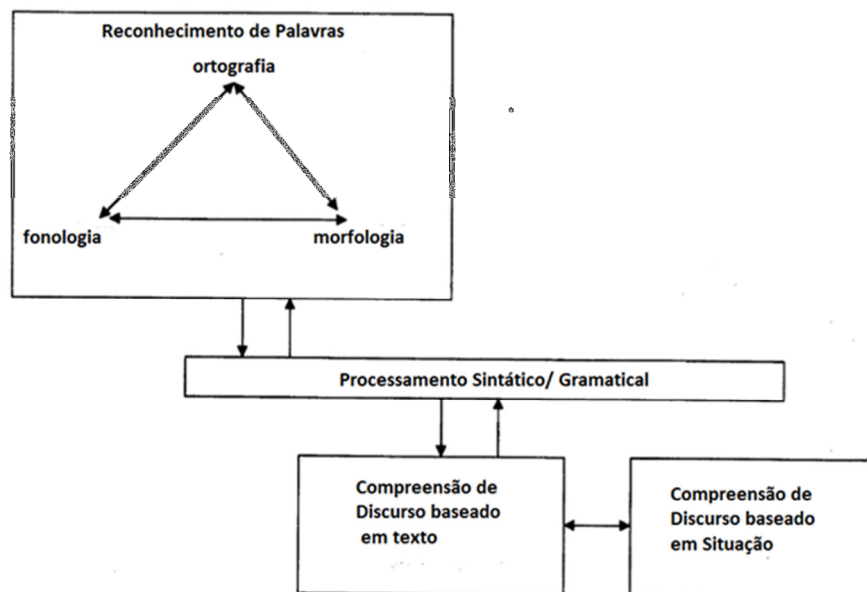 Reconhecimento de Palavras
ortografia
fonologia
morfologia
Processamento Sintático/ Gramatical
Compreensão de
Discurso baseado
em texto
Compreensão de
Discurso baseado
em Situação